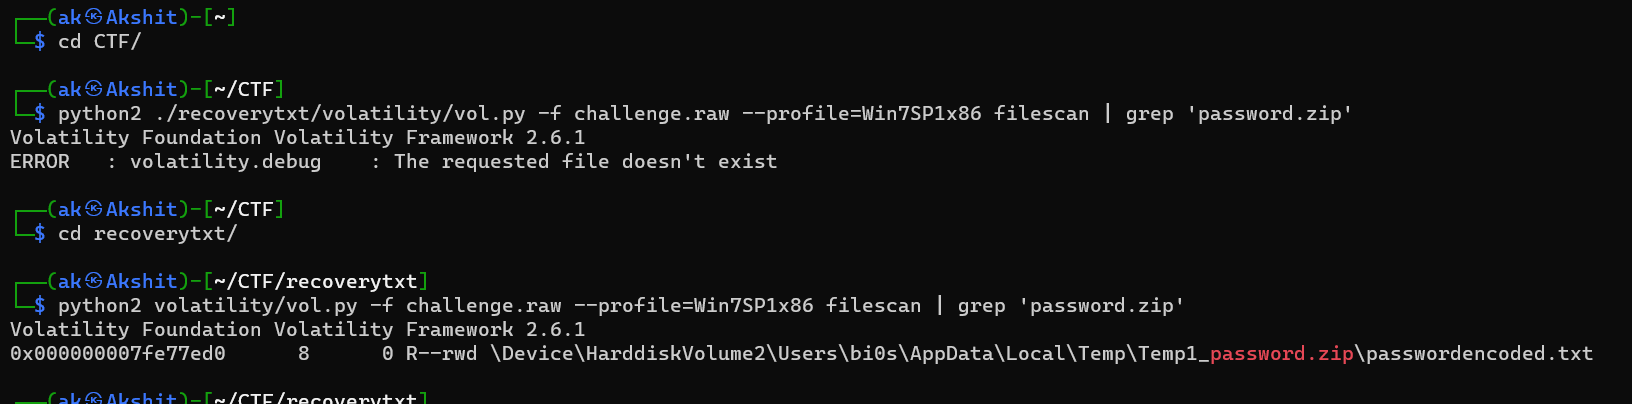 ┌──(ak㉿Akshit)-[~]
└─$ cd CTF/
┌──(ak㉿Akshit)-[~/CTF]
└─$ python2 ./recoverytxt/volatility/vol.py -f challenge.raw --profile=Win7SP1x86 filescan | grep 'password.zip'
Volatility Foundation Volatility Framework 2.6.1
ERROR   : volatility.debug    : The requested file doesn't exist
┌──(ak㉿Akshit)-[~/CTF]
└─$ cd recoverytxt/
┌──(ak㉿Akshit)-[~/CTF/recoverytxt]
└─$ python2 volatility/vol.py -f challenge.raw --profile=Win7SP1x86 filescan | grep 'password.zip'
Volatility Foundation Volatility Framework 2.6.1
0x000000007fe77ed0      8      0 R--rwd \Device\HarddiskVolume2\Users\bi0s\AppData\Local\Temp\Temp1_password.zip\passwordencoded.txt
┌──(ak㉿Akshit)-[~/CTF/recoverytxt]